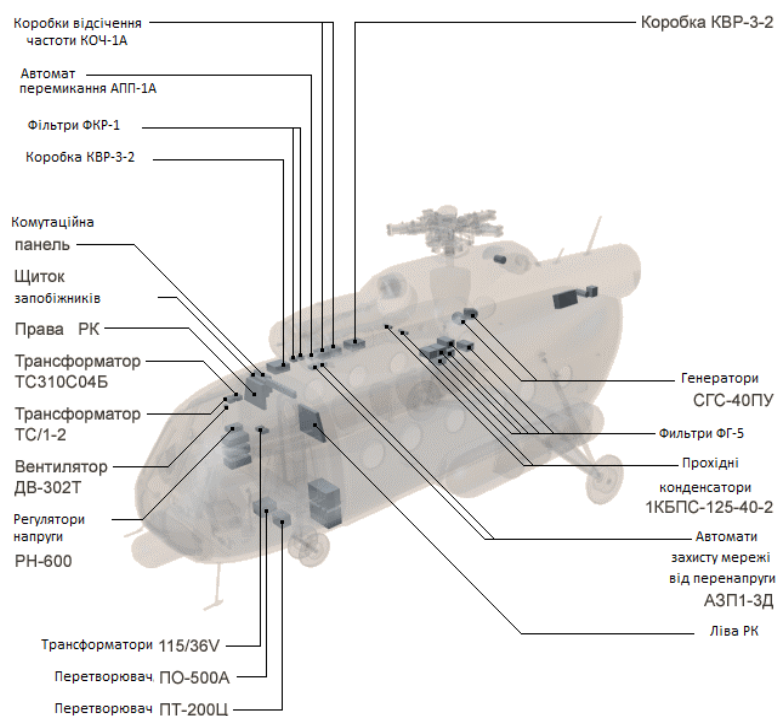 Коробки відсічення
частоти КОЧ-1А
Автомат
перемикання АПП-1А
Фільтри ФКР-1
Коробка КВР-3-2
Комутаційна
панель
Щиток
запобіжників
Права РК
Трансформатор
ТС310С04Б
Трансформатор
ТС/1-2
Вентилятор
ДВ-302Т
Регулятори
напруги
РН-600
Трансформатори 115/36V
Перетворювач ПО-500А
Перетворювач ПТ-200Ц
Коробка КВР-3-2
Генератори
СГС-40ПУ
Фильтри ФГ-5
Прохідні
конденсатори
1КБПС-125-40-2
Автомати
захисту мережі
від перенапруги
АЗП1-3Д
Ліва РК